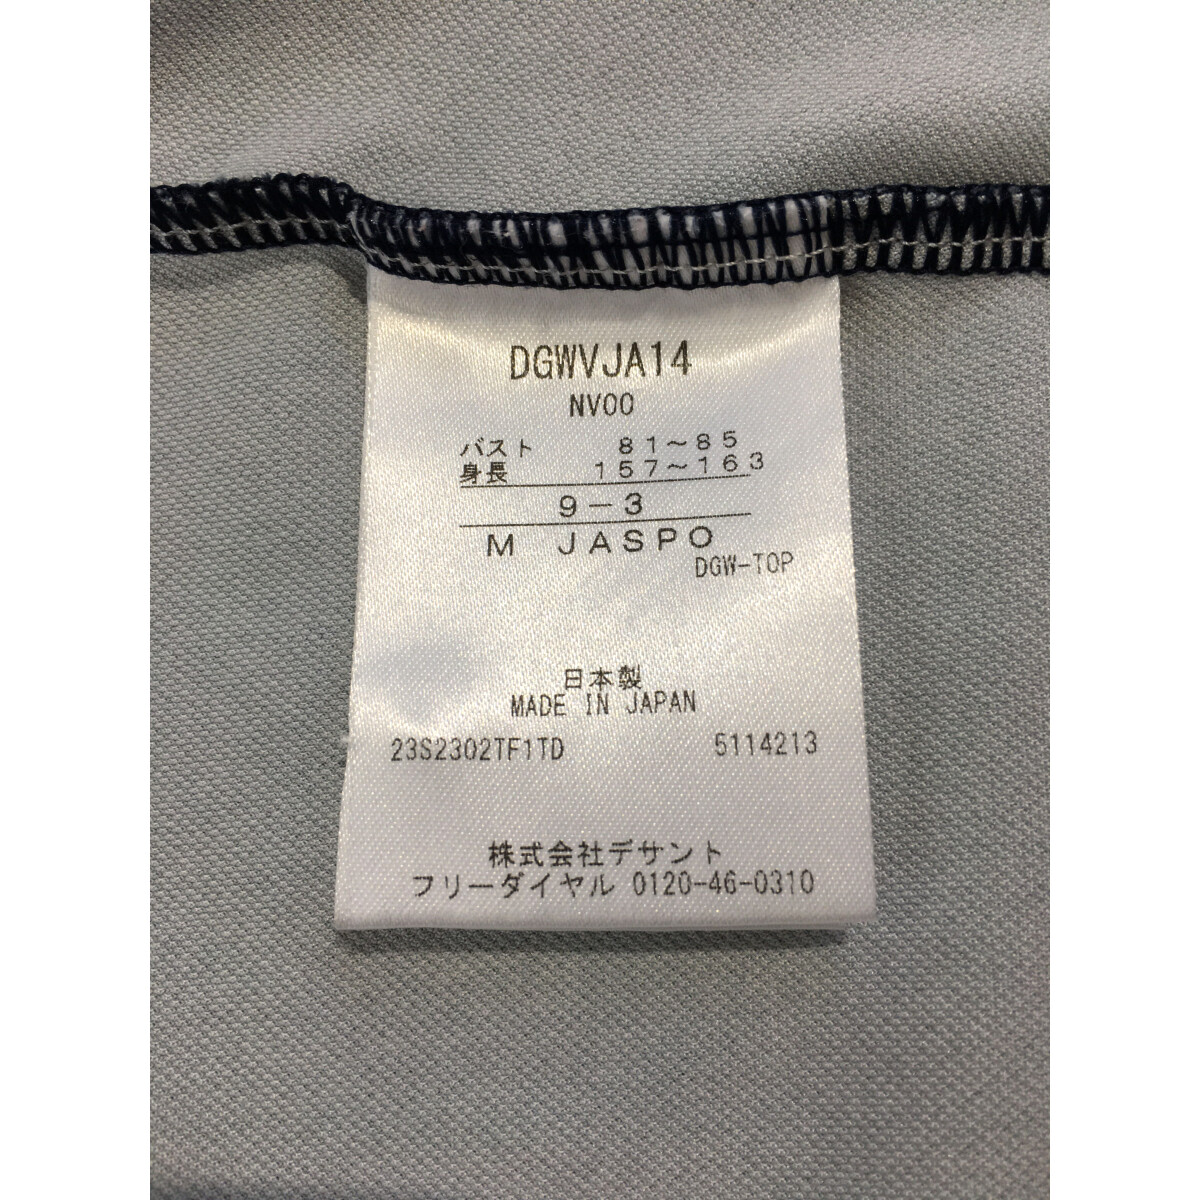 DGWVJA14
NV00
バスト 81〜85
身長 157〜163
9-3
M JASPO
DGW-TOP
日本製
MADE IN JAPAN
23S2302TF1TD 5114213
株式会社デサント
フリーダイヤル 0120-46-0310